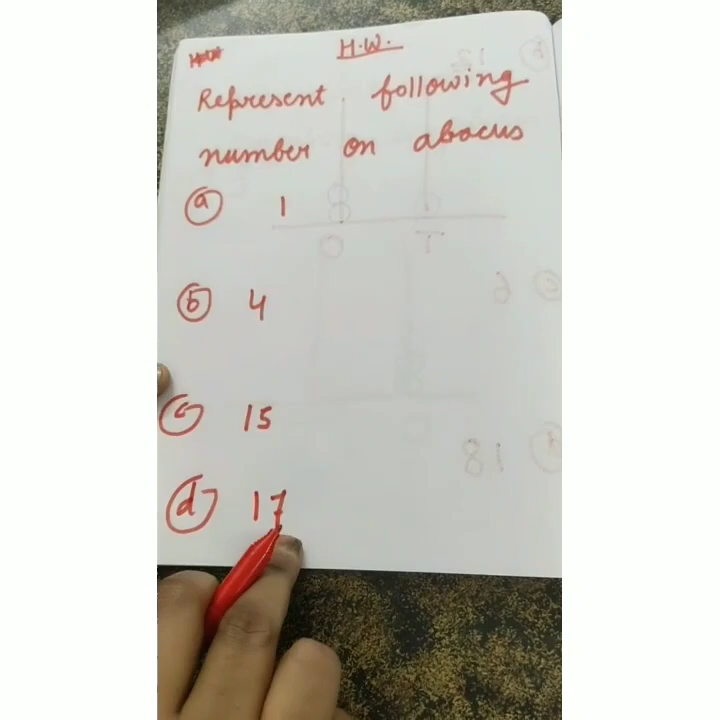 H.W.
Represent following
number on abacus
a 1
b 4
c 15
d 17